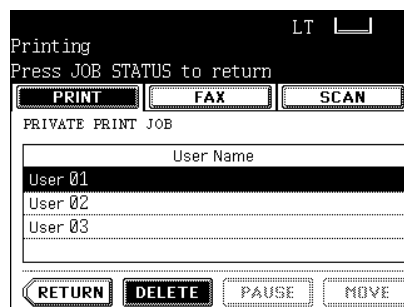 LT
Printing
Press JOB STATUS to return
PRINT FAX SCAN
PRIVATE PRINT JOB
User Name
User 01
User 02
User 03
RETURN DELETE PAUSE MOVE